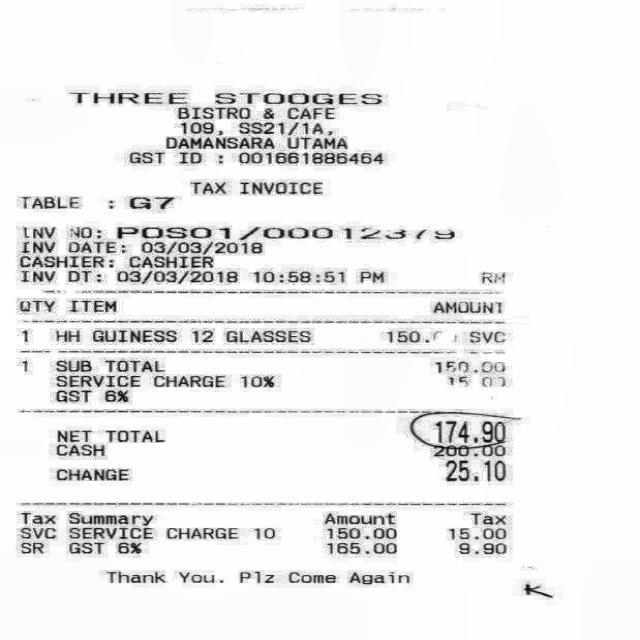 THREE STOOGES
BISTRO & CAFE
109, SS21/1A,
DAMANSARA UTAMA
GST ID : 001661886464
TAX INVOICE
TABLE : G7
INV NO: POS01/00012379
INV DATE: 03/03/2018
CASHIER: CASHIER
INV DT: 03/03/2018 10:58:51 PM RM
QTY ITEM AMOUNT
1 HH GUINESS 12 GLASSES SVC
1 SUB TOTAL 150.00
SERVICE CHARGE 10% 15.00
GST 6%
NET TOTAL 174.90
CASH 200.00
CHANGE 25.10
Tax Summary Amount Tax
SVC SERVICE CHARGE 10 150.00 15.00
SR GST 6% 165.00 9.90
Thank You. Plz Come Again
K